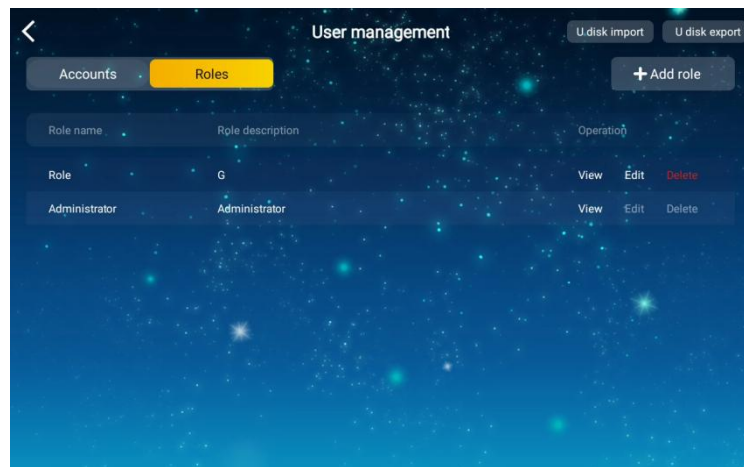 User management U.disk import U disk export
Accounts Roles + Add role
Role name Role description Operation
Role G View Edit Delete
Administrator Administrator View Edit Delete